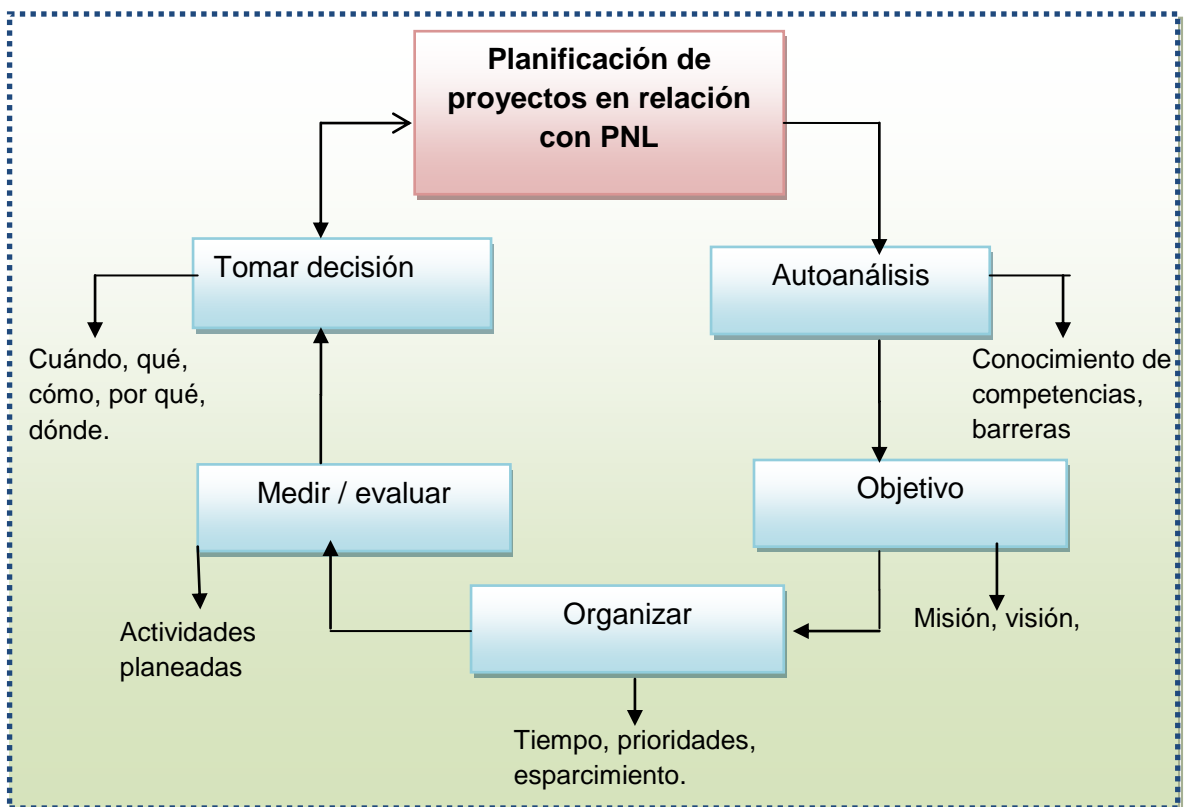 Planificación de
proyectos en relación
con PNL
Tomar decisión
Autoanálisis
Cuándo, qué,
cómo, por qué,
dónde.
Conocimiento de
competencias,
barreras
Medir / evaluar
Objetivo
Organizar
Misión, visión,
Actividades
planeadas
Tiempo, prioridades,
esparcimiento.